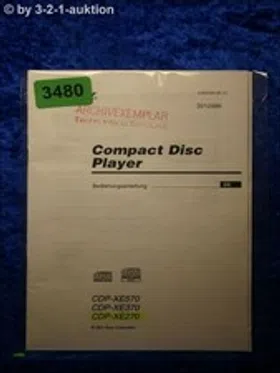 © by 3-2-1-auktion
3480
ARCHIVEXEMPLAR
Compact Disc
Player
Bedienungsanleitung
DE
CDP-XE570
CDP-XE370
CDP-XE270